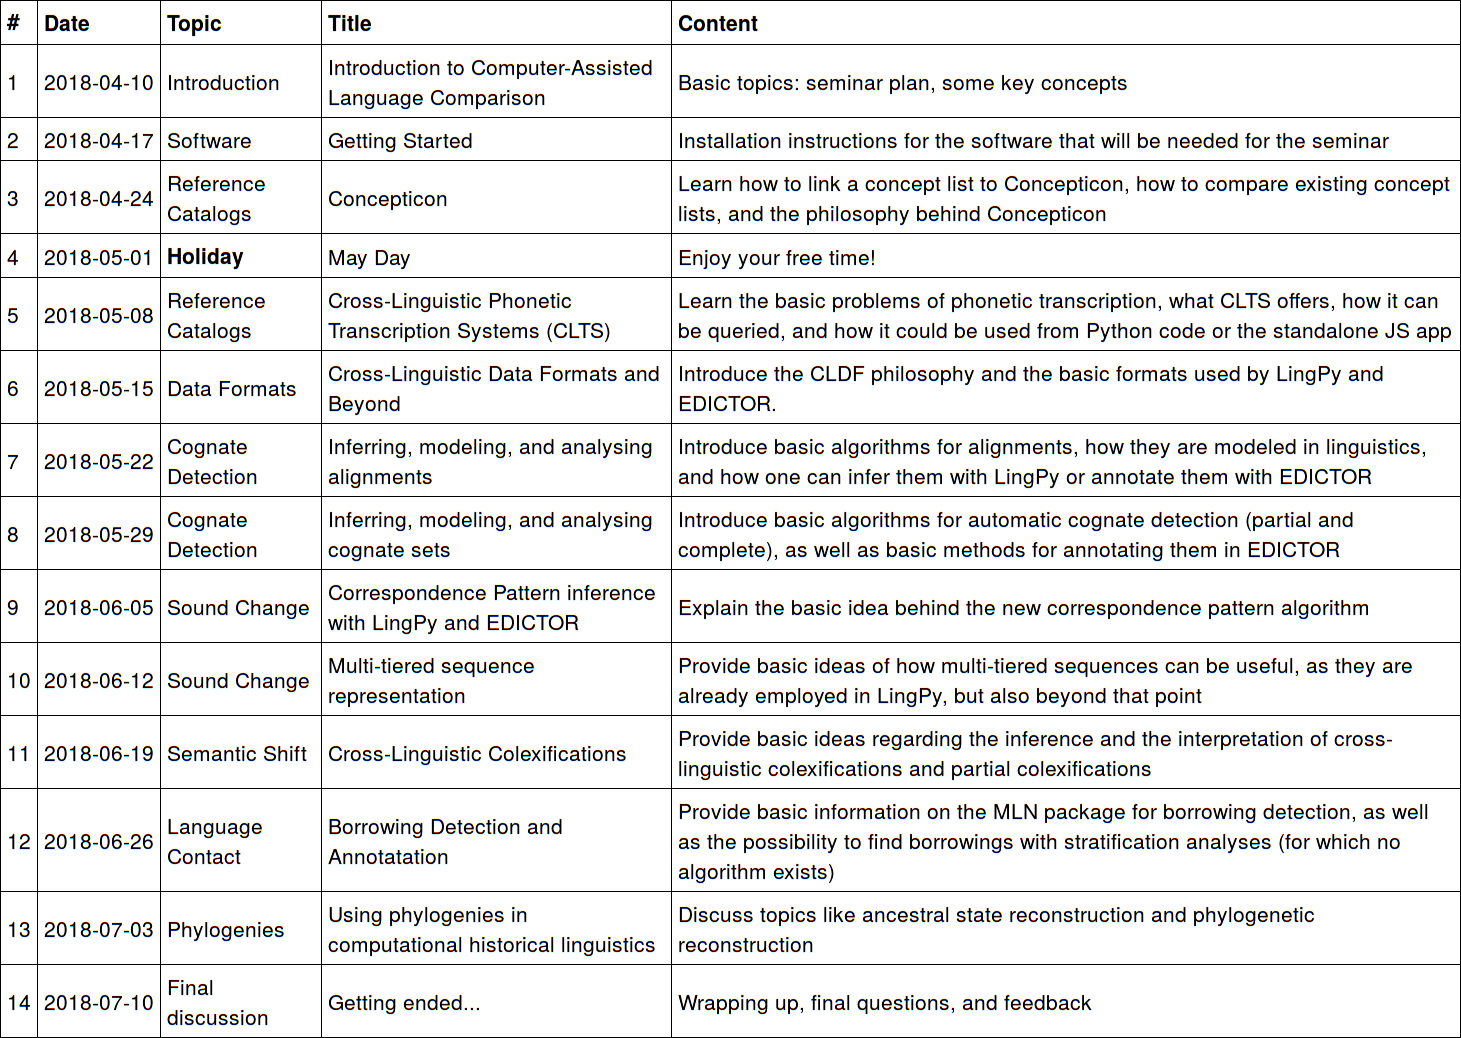 # Date Topic Title Content
1 2018-04-10 Introduction Introduction to Computer-Assisted
Language Comparison Basic topics: seminar plan, some key concepts
2 2018-04-17 Software Getting Started Installation instructions for the software that will be needed for the seminar
3 2018-04-24 Reference
Catalogs Concepticon Learn how to link a concept list to Concepticon, how to compare existing concept
lists, and the philosophy behind Concepticon
4 2018-05-01 Holiday May Day Enjoy your free time!
5 2018-05-08 Reference
Catalogs Cross-Linguistic Phonetic
Transcription Systems (CLTS) Learn the basic problems of phonetic transcription, what CLTS offers, how it can
be queried, and how it could be used from Python code or the standalone JS app
6 2018-05-15 Data Formats Cross-Linguistic Data Formats and
Beyond Introduce the CLDF philosophy and the basic formats used by LingPy and
EDICTOR.
7 2018-05-22 Cognate
Detection Inferring, modeling, and analysing
alignments Introduce basic algorithms for alignments, how they are modeled in linguistics,
and how one can infer them with LingPy or annotate them with EDICTOR
8 2018-05-29 Cognate
Detection Inferring, modeling, and analysing
cognate sets Introduce basic algorithms for automatic cognate detection (partial and
complete), as well as basic methods for annotating them in EDICTOR
9 2018-06-05 Sound Change Correspondence Pattern inference
with LingPy and EDICTOR Explain the basic idea behind the new correspondence pattern algorithm
10 2018-06-12 Sound Change Multi-tiered sequence
representation Provide basic ideas of how multi-tiered sequences can be useful, as they are
already employed in LingPy, but also beyond that point
11 2018-06-19 Semantic Shift Cross-Linguistic Colexifications Provide basic ideas regarding the inference and the interpretation of cross-
linguistic colexifications and partial colexifications
12 2018-06-26 Language
Contact Borrowing Detection and
Annotatation Provide basic information on the MLN package for borrowing detection, as well
as the possibility to find borrowings with stratification analyses (for which no
algorithm exists)
13 2018-07-03 Phylogenies Using phylogenies in
computational historical linguistics Discuss topics like ancestral state reconstruction and phylogenetic
reconstruction
14 2018-07-10 Final
discussion Getting ended... Wrapping up, final questions, and feedback